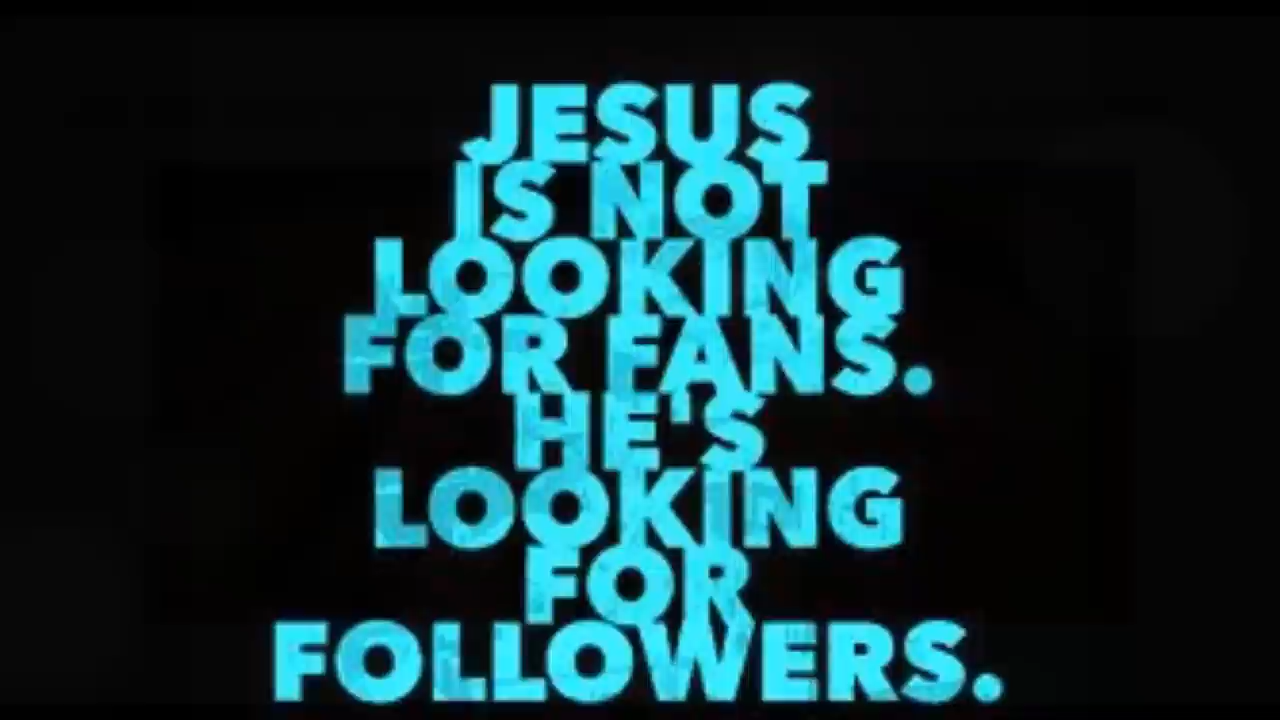 JESUS
IS NOT
LOOKING
FOR FANS.
HE'S
LOOKING
FOR
FOLLOWERS.